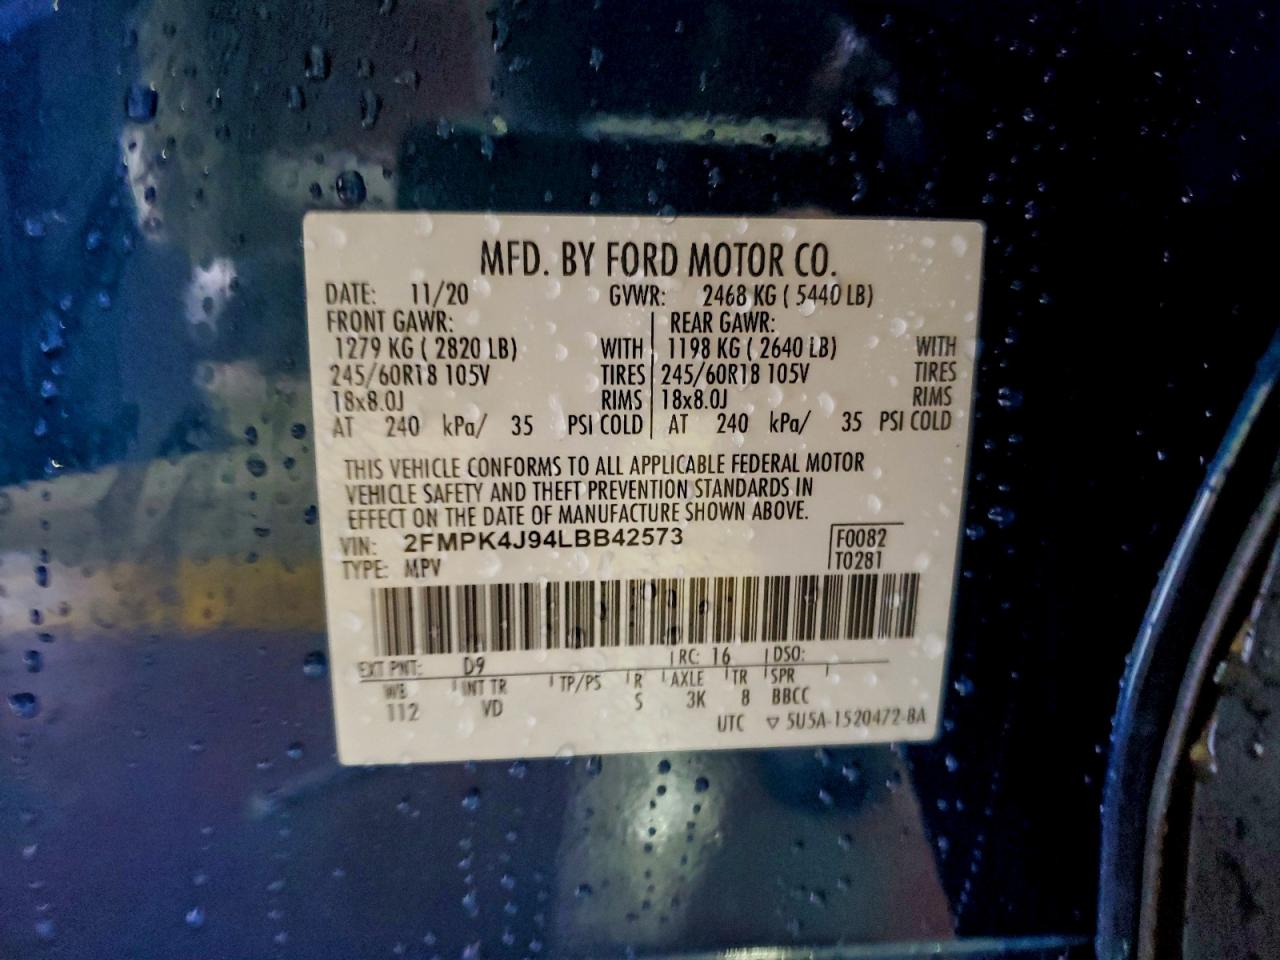 MFD. BY FORD MOTOR CO.
DATE: 11/20 GVWR: 2468 KG ( 5440 LB)
FRONT GAWR: REAR GAWR:
1279 KG ( 2820 LB) WITH 1198 KG ( 2640 LB) WITH
245/60R18 105V TIRES 245/60R18 105V TIRES
18x8.0J RIMS 18x8.0J RIMS
AT 240 kPa/ 35 PSI COLD AT 240 kPa/ 35 PSI COLD
THIS VEHICLE CONFORMS TO ALL APPLICABLE FEDERAL MOTOR
VEHICLE SAFETY AND THEFT PREVENTION STANDARDS IN
EFFECT ON THE DATE OF MANUFACTURE SHOWN ABOVE.
VIN: 2FMPK4J94LBB42573 F0082
TYPE: MPV T0281
EXT PNT: D9 RC: 16 DSO:
WB INT TR TP/PS R AXLE TR SPR
112 VD S 3K 8 BBCC
UTC ▽ 5U5A-1520472-8A